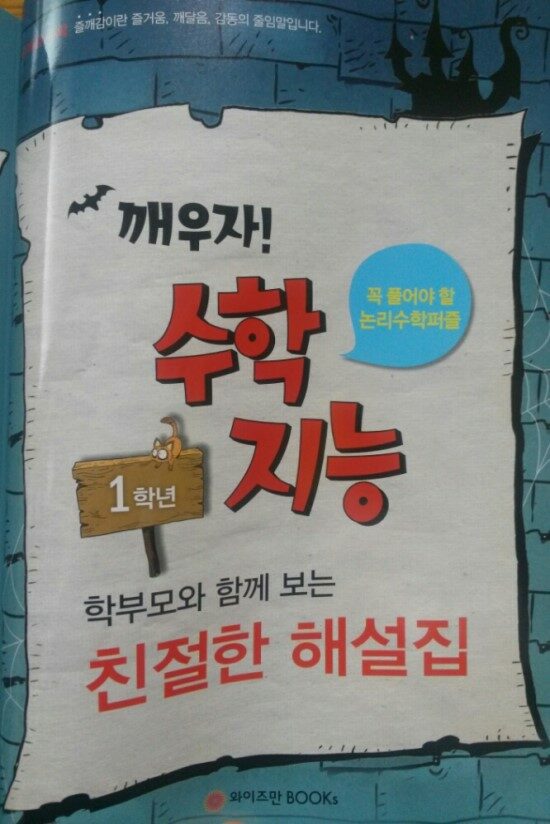 즐깨감이란 즐거움, 깨달음, 감동의 줄임말입니다.
깨우자!
수학
지능
꼭 풀어야 할
논리수학퍼즐
1학년
학부모와 함께 보는
친절한 해설집
와이즈만 BOOKs